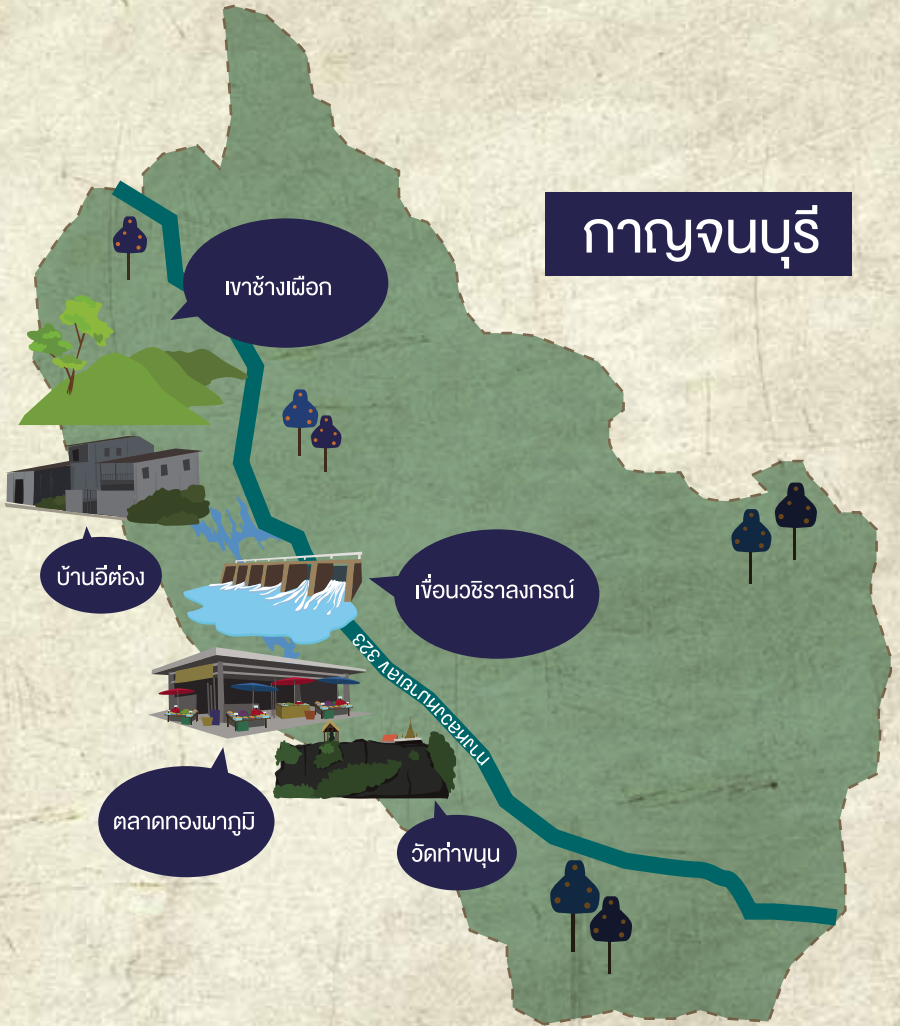 กาญจนบุรี
เขาช้างเผือก
บ้านอีต่อง
เขื่อนวชิราลงกรณ์
ทางหลวงหมายเลข 323
ตลาดทองผาภูมิ
วัดท่าขนุน